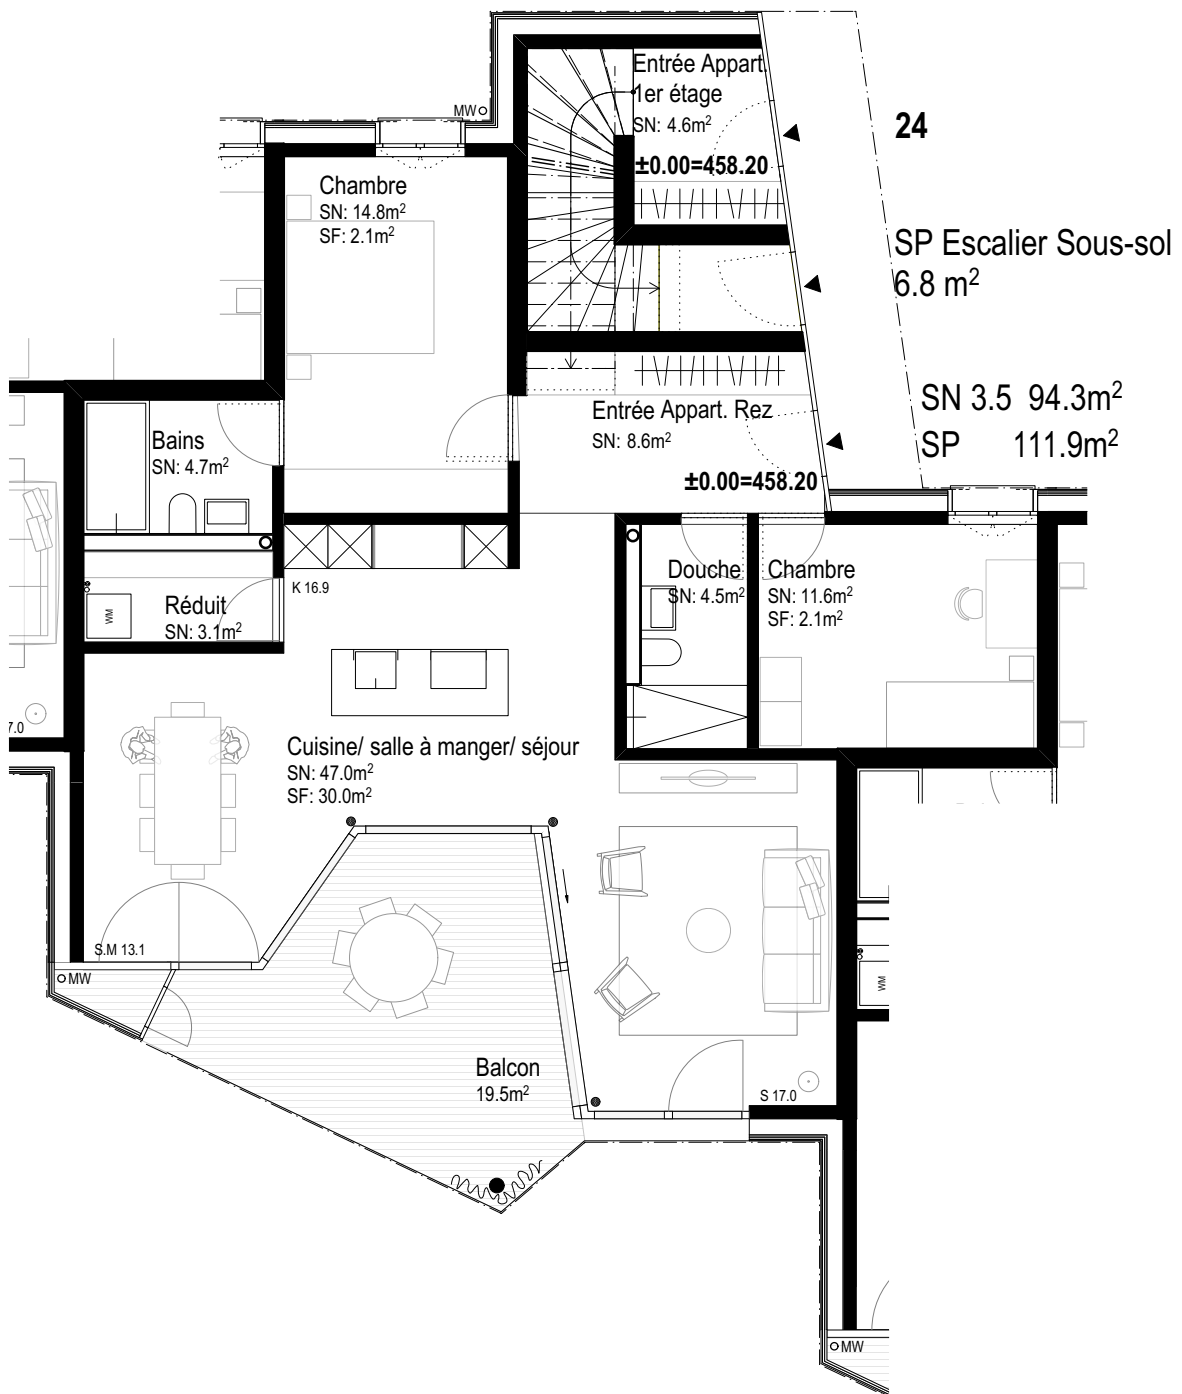 Entrée Appart.
1er étage
SN: 4.6m²
±0.00=458.20
MW
24
Chambre
SN: 14.8m²
SF: 2.1m²
SP Escalier Sous-sol
6.8 m²
SN 3.5 94.3m²
SP 111.9m²
Entrée Appart. Rez
SN: 8.6m²
±0.00=458.20
Bains
SN: 4.7m²
K 16.9
Réduit
SN: 3.1m²
WM
Douche
SN: 4.5m²
Chambre
SN: 11.6m²
SF: 2.1m²
7.0
Cuisine/ salle à manger/ séjour
SN: 47.0m²
SF: 30.0m²
S.M 13.1
MW
WM
Balcon
19.5m²
S 17.0
MW